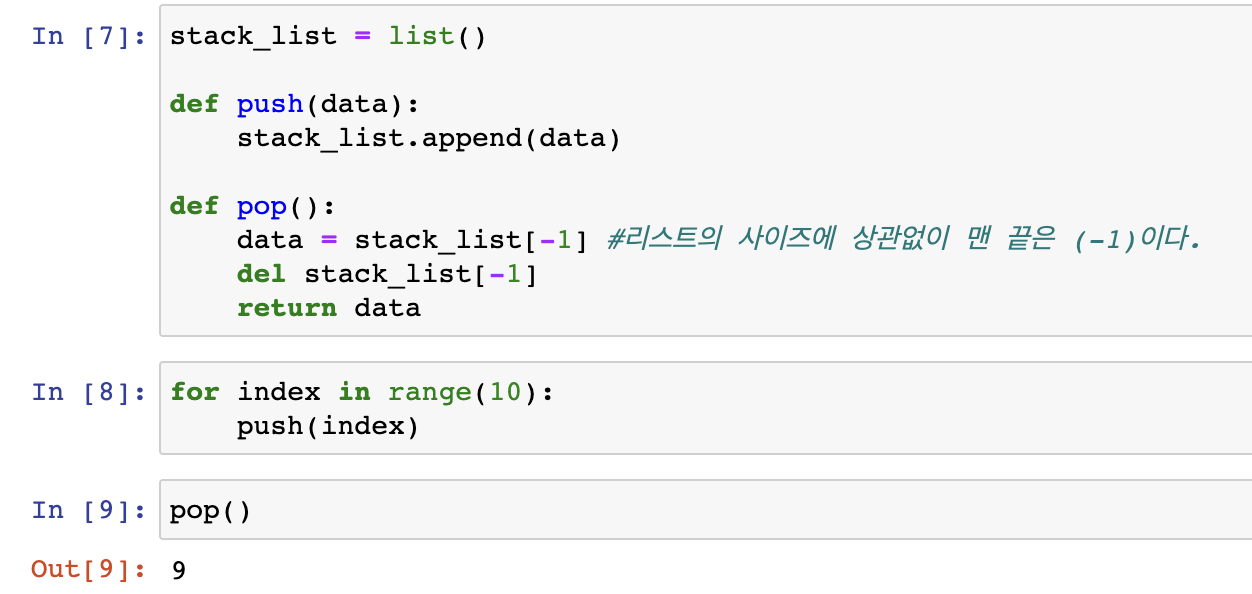 In [7]: stack_list = list()
def push(data):
    stack_list.append(data)
def pop():
    data = stack_list[-1] #리스트의 사이즈에 상관없이 맨 끝은 (-1)이다.
    del stack_list[-1]
    return data
In [8]: for index in range(10):
    push(index)
In [9]: pop()
Out[9]: 9